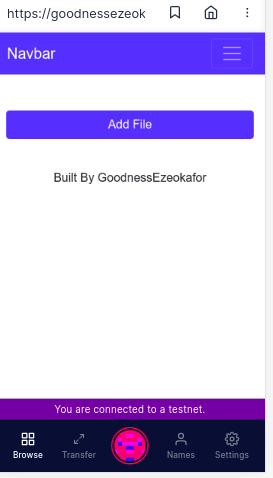 https://goodnessezeok
Navbar
Add File
Built By GoodnessEzeokafor
You are connected to a testnet.
Browse Transfer Names Settings